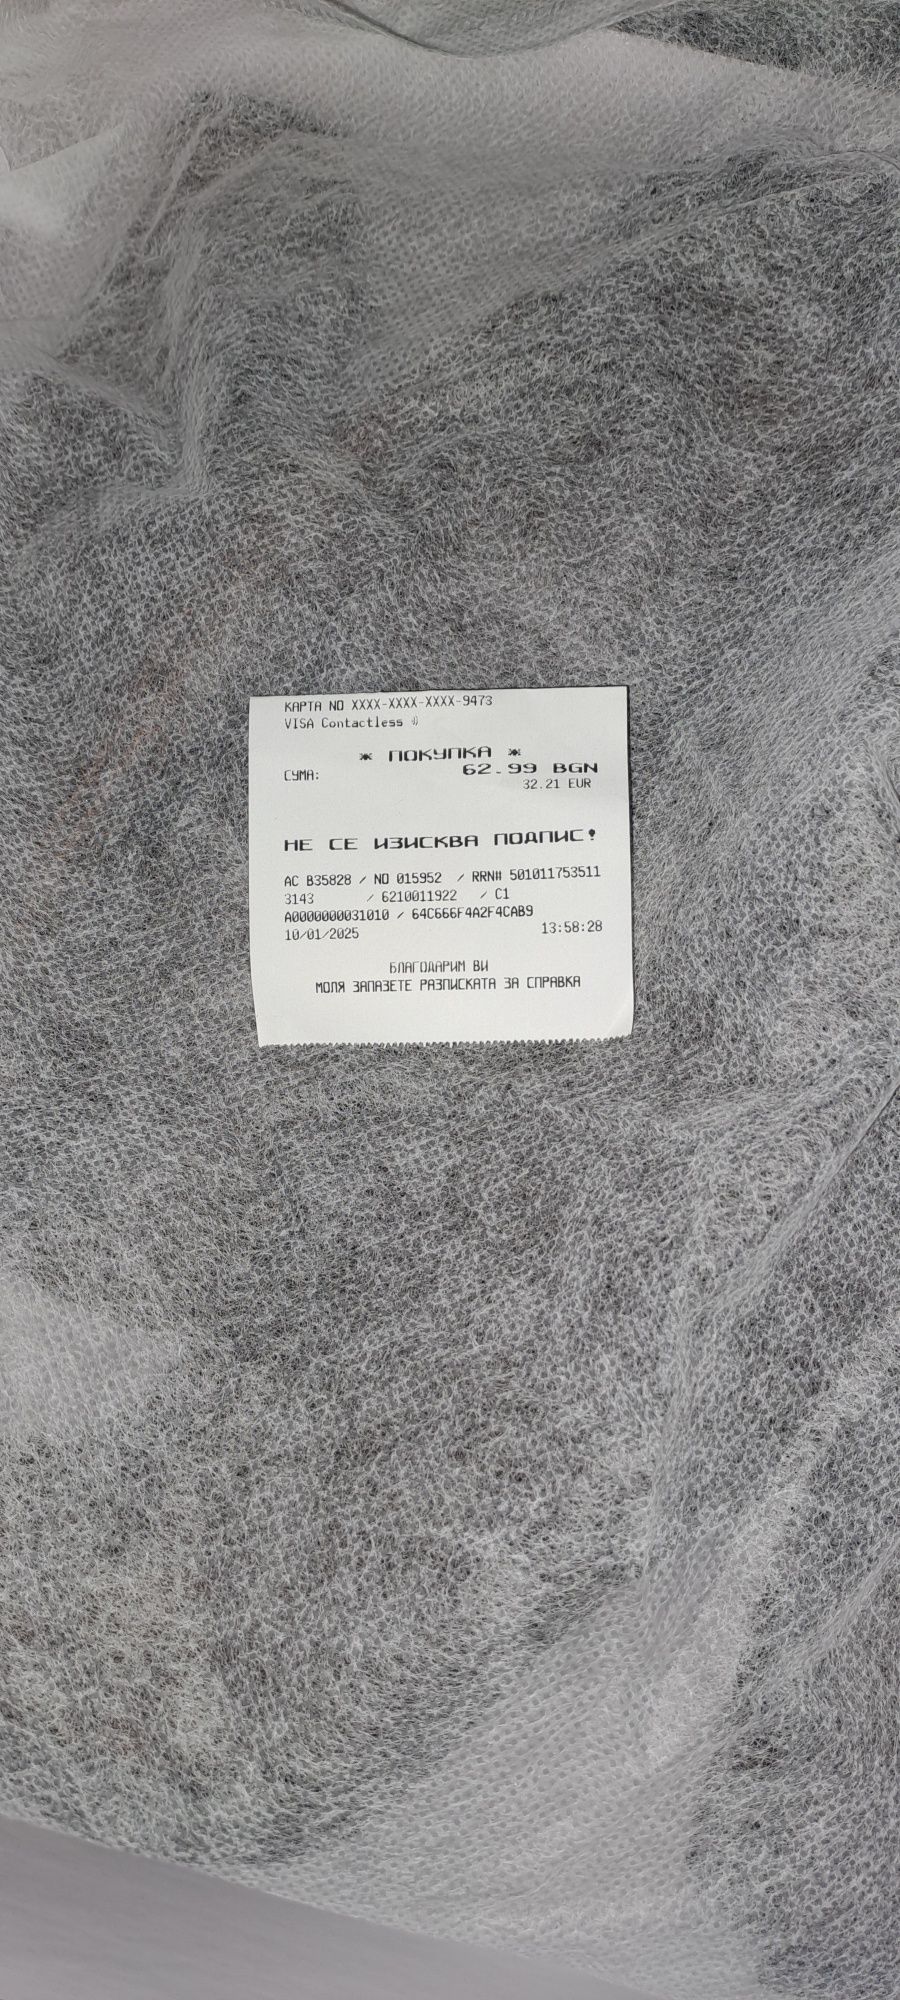 КАРТА NO XXXX-XXXX-XXXX-9473
VISA Contactless
* ПОКУПКА *
СУМА: 62.99 BGN
32.21 EUR
НЕ СЕ ИЗИСКВА ПОДПИС!
AC B35828 / NO 015952 / RRN# 501011753511
3143 / 6210011922 / C1
A0000000031010 / 64C666F4A2F4CAB9
10/01/2025 13:58:28
БЛАГОДАРИМ ВИ
МОЛЯ ЗАПАЗЕТЕ РАЗПИСКАТА ЗА СПРАВКА